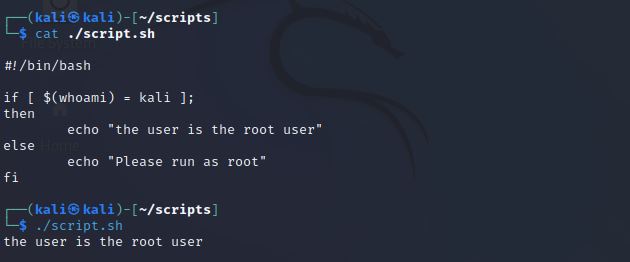 ┌──(kali㉿kali)-[~/scripts]
└─$ cat ./script.sh
File System
#!/bin/bash

if [ $(whoami) = kali ];
then
        echo "the user is the root user"
else
Home
        echo "Please run as root"
fi

┌──(kali㉿kali)-[~/scripts]
└─$ ./script.sh
the user is the root user